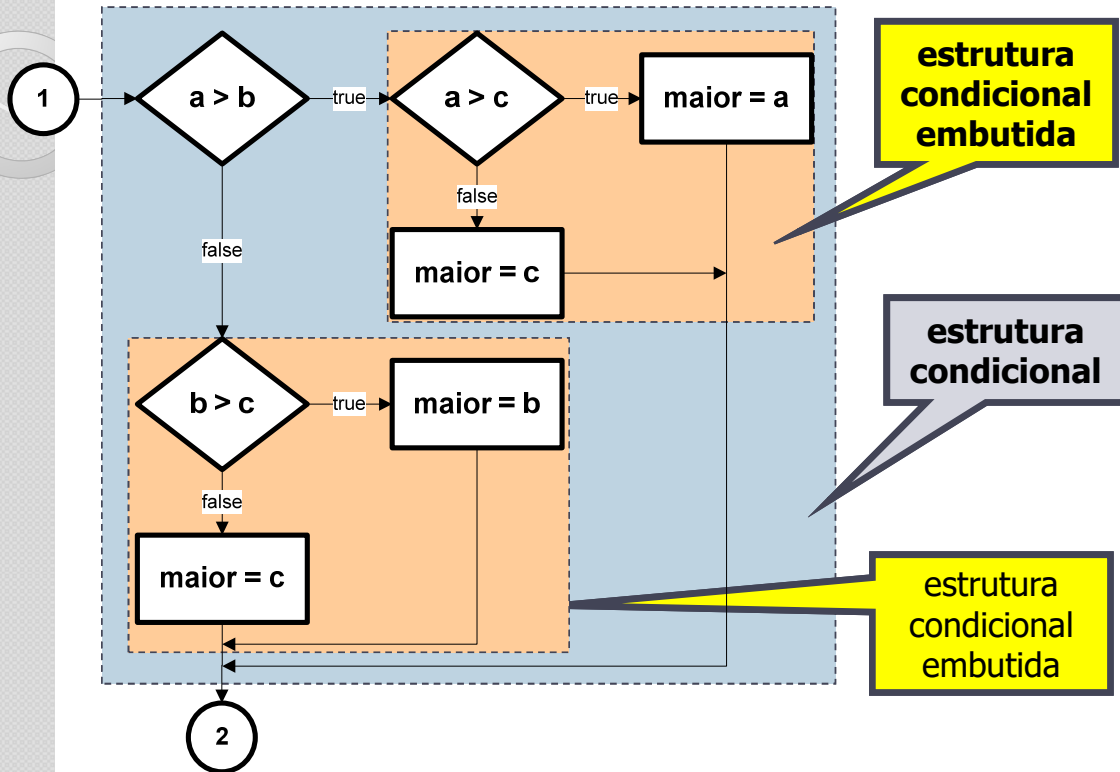 1
a > b
true
a > c
true
maior = a
false
maior = c
false
b > c
true
maior = b
false
maior = c
2
estrutura
condicional
embutida
estrutura
condicional
estrutura
condicional
embutida